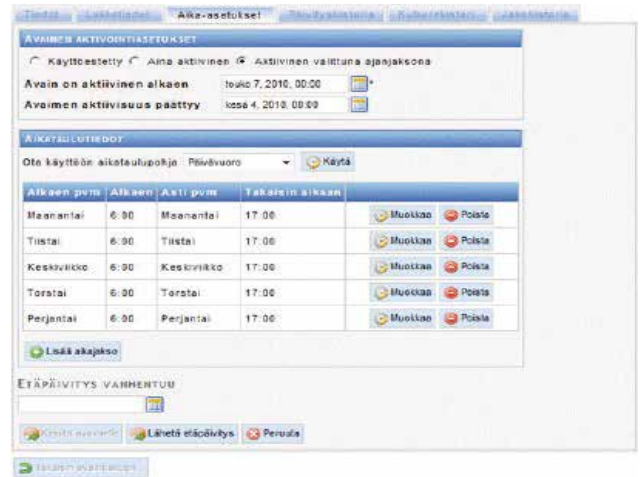 Tiedot Lukkotiedot Aika-asetukset Päivityshistoria
AVAIMEN AKTIVOINTIASETUKSET
Käyttöestetty Aina aktiivinen Aktiivinen valittuna ajanjaksona
Avain on aktiivinen alkaen touko 7, 2010, 00:00 *
Avaimen aktiivisuus päättyy kesä 4, 2010, 00:00
AIKATAULUTIEDOT
Ota käyttöön aikataulupohja Päivävuoro Käytä
Alkaen pvm Alkaen Asti pvm Takaisin aikaan
Maanantai 6:00 Maanantai 17:00 Muokkaa Poista
Tiistai 6:00 Tiistai 17:00 Muokkaa Poista
Keskiviikko 6:00 Keskiviikko 17:00 Muokkaa Poista
Torstai 6:00 Torstai 17:00 Muokkaa Poista
Perjantai 6:00 Perjantai 17:00 Muokkaa Poista
Lisää aikajakso
ETÄPÄIVITYS VANHENTUU
Lähetä etäpäivitys Peruuta